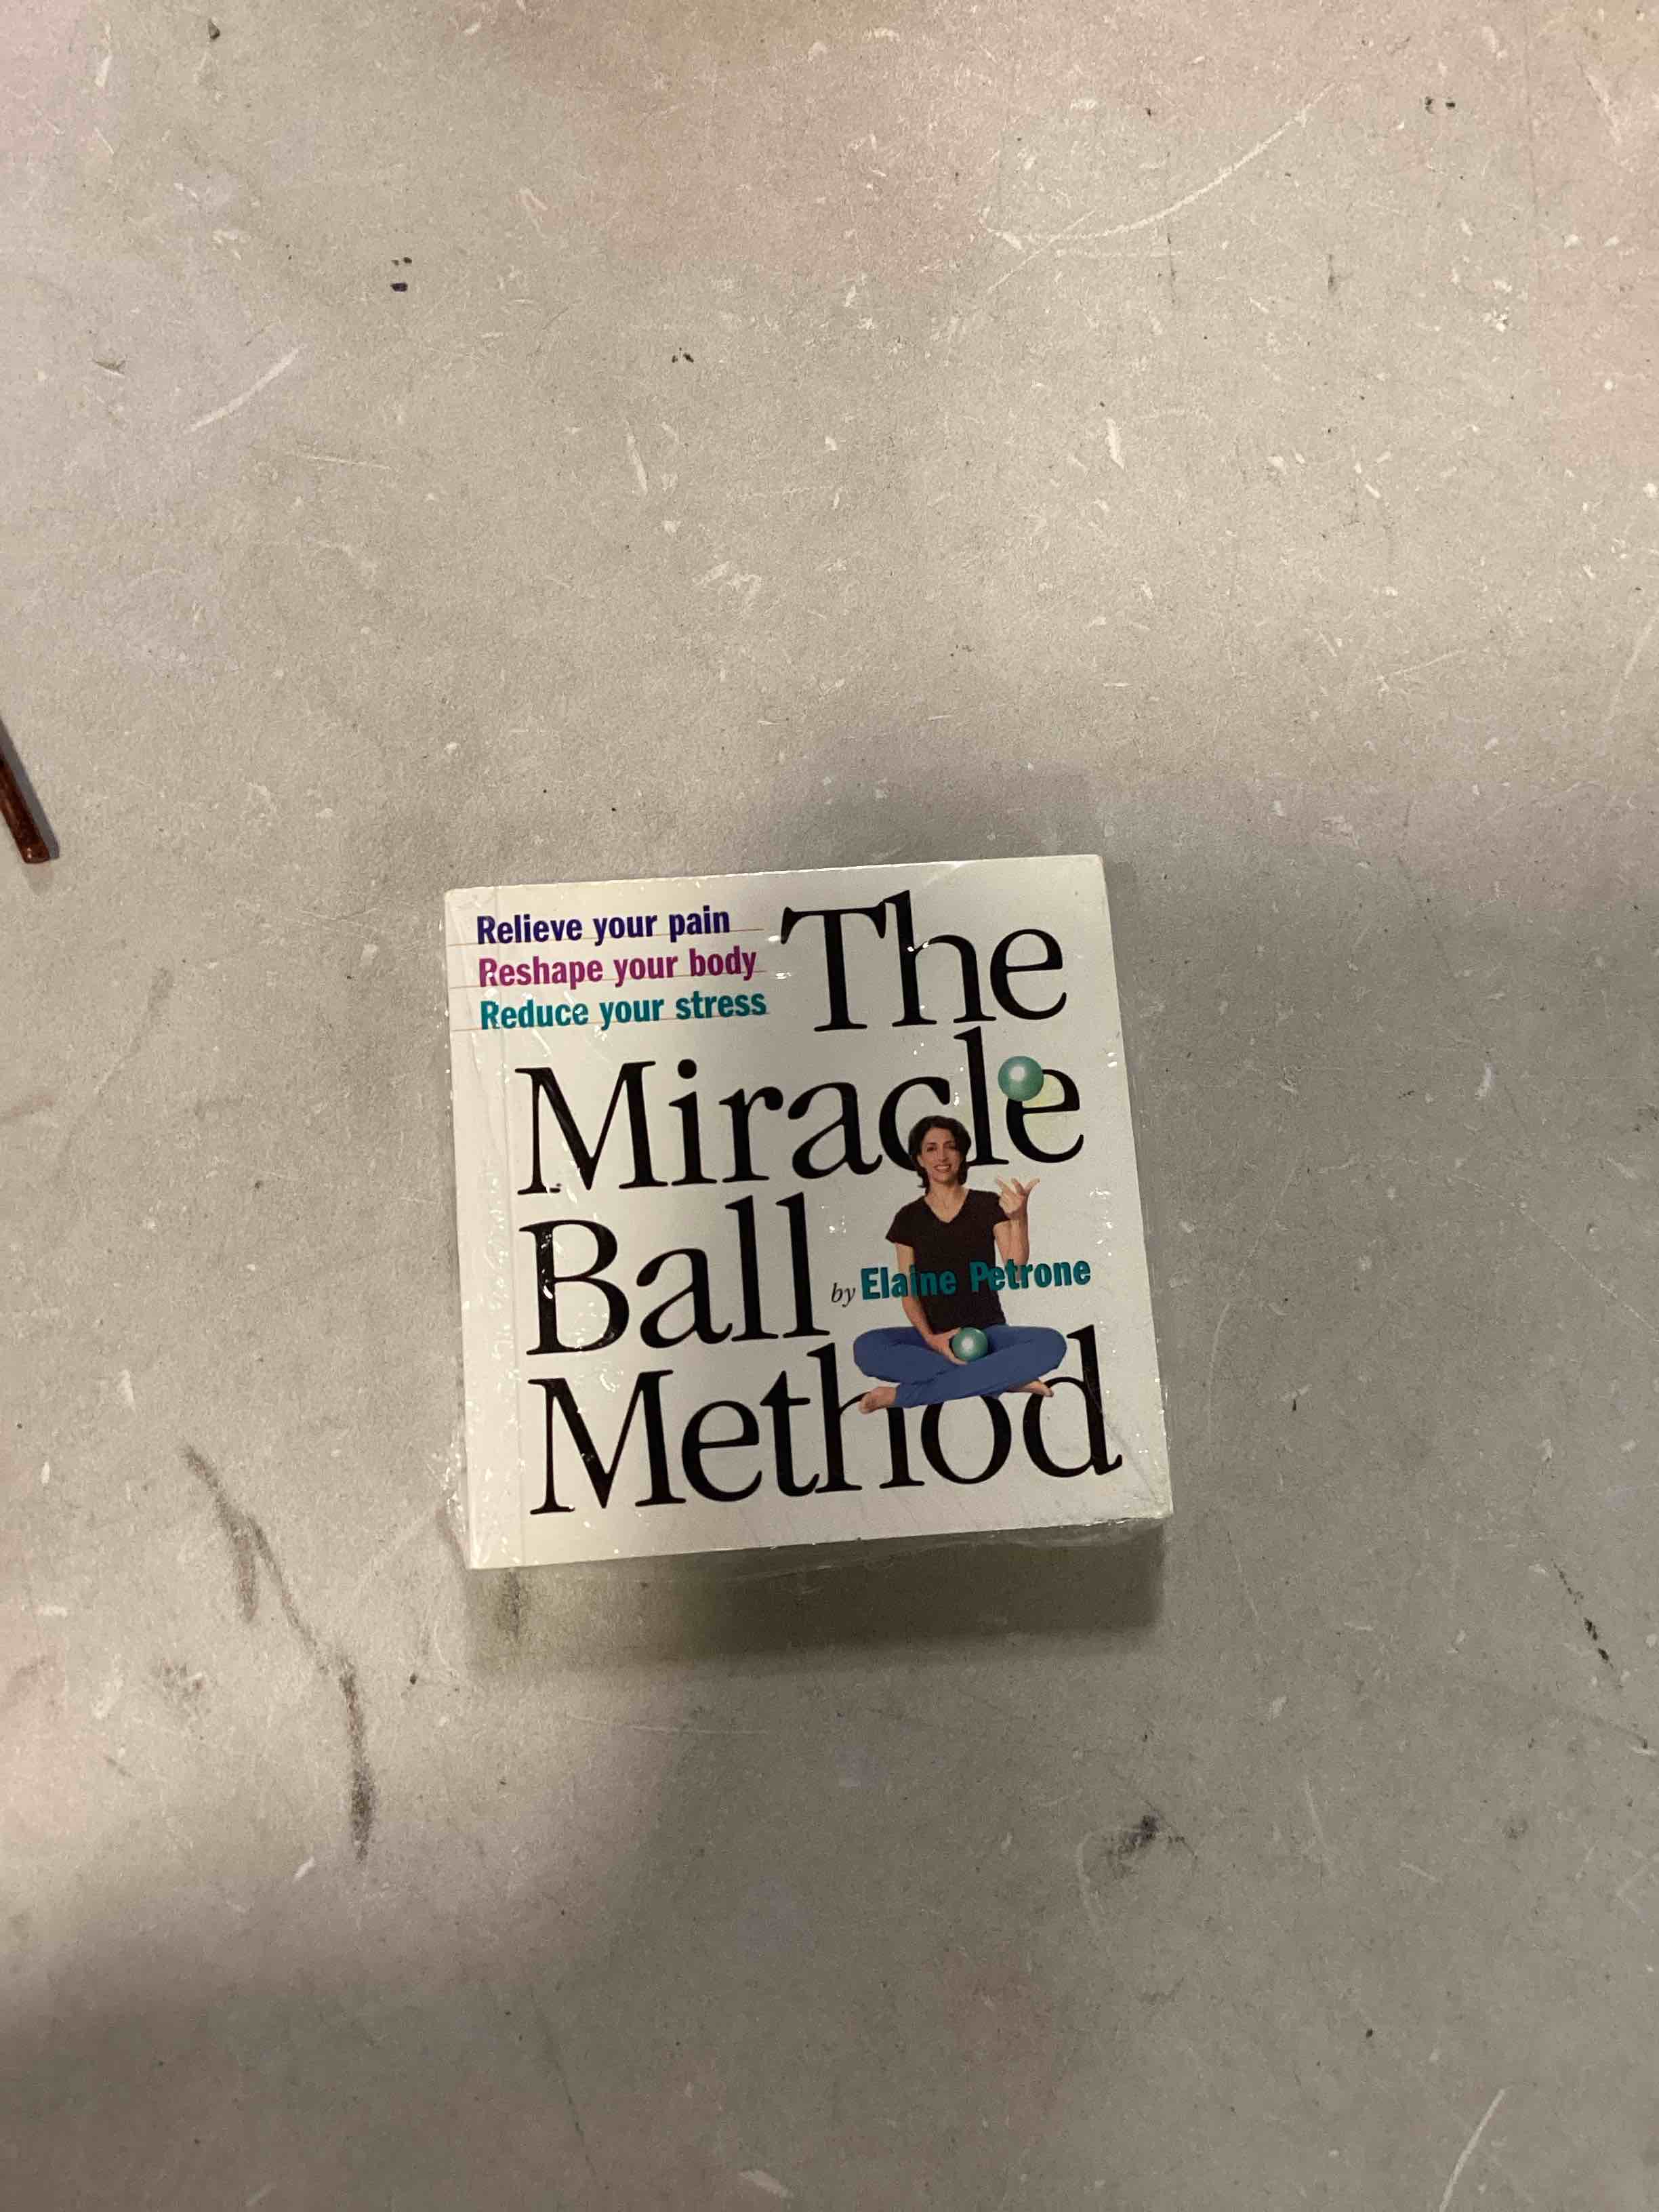 Relieve your pain
Reshape your body
Reduce your stress
The
Miracle
Ball
by Elaine Petrone
Method